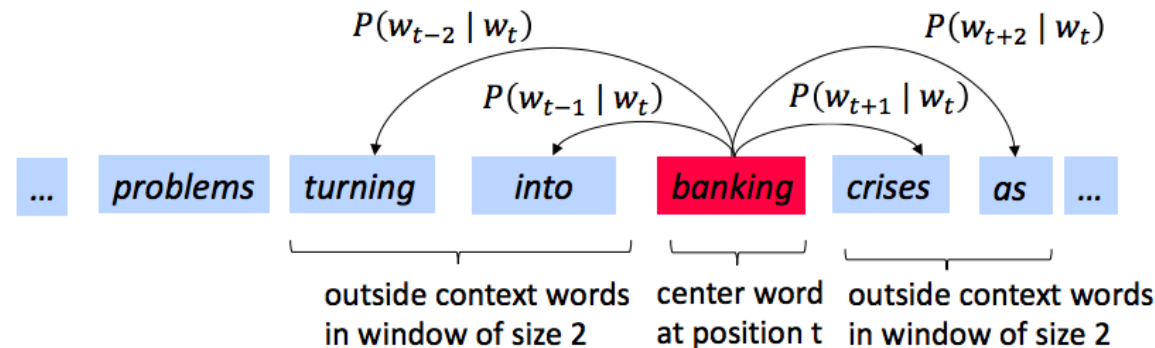 P(w_{t-2} | w_t)
P(w_{t+2} | w_t)
P(w_{t-1} | w_t)
P(w_{t+1} | w_t)
... problems turning into banking crises as ...
outside context words
in window of size 2
center word
at position t
outside context words
in window of size 2